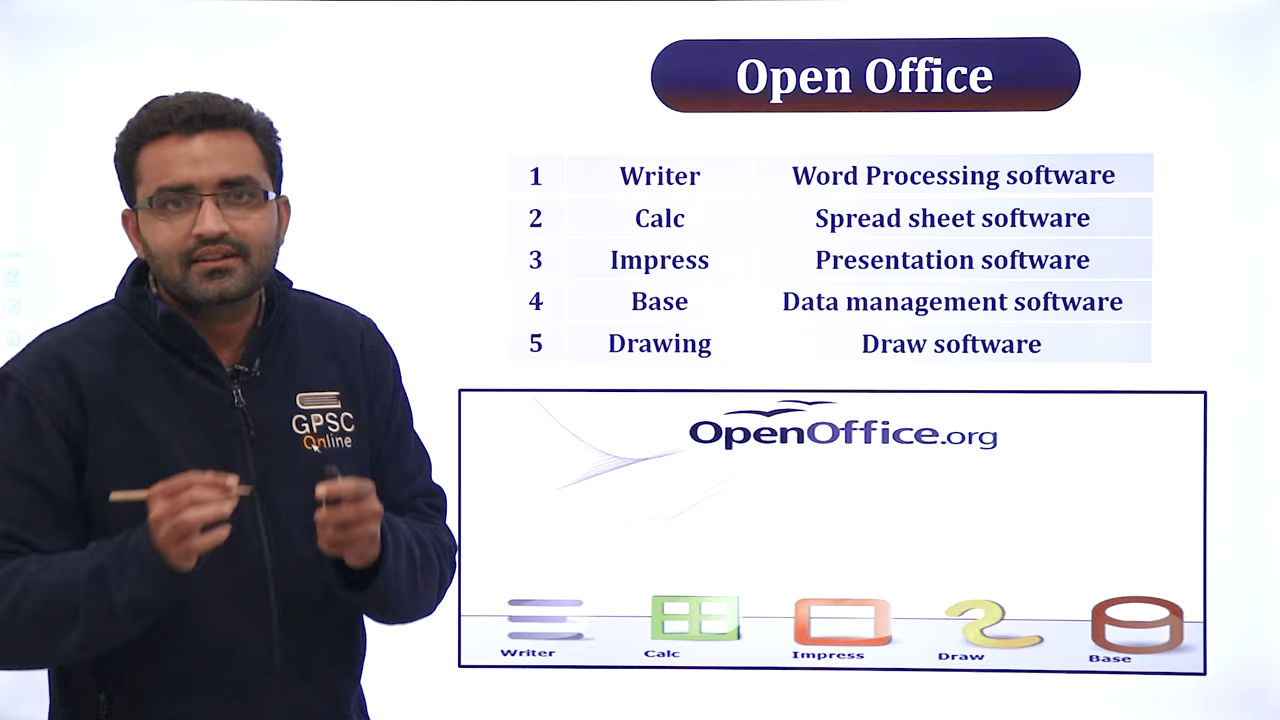 Open Office
1 Writer Word Processing software
2 Calc Spread sheet software
3 Impress Presentation software
4 Base Data management software
5 Drawing Draw software
GPSC
Online
OpenOffice.org
Writer Calc Impress Draw Base